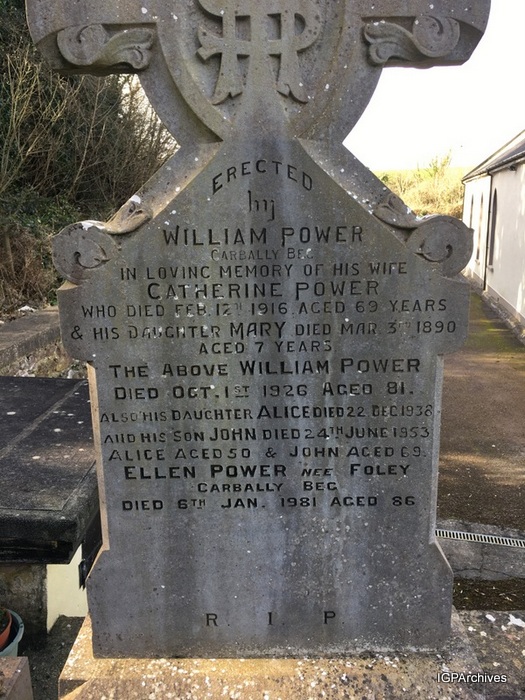 IHS
ERECTED
by
WILLIAM POWER
CARBALLY BEG
IN LOVING MEMORY OF HIS WIFE
CATHERINE POWER
WHO DIED FEB. 12TH 1916. AGED 69 YEARS
& HIS DAUGHTER MARY DIED MAR. 3RD 1890
AGED 7 YEARS
THE ABOVE WILLIAM POWER
DIED OCT. 1ST 1926 AGED 81.
ALSO HIS DAUGHTER ALICE DIED 22 DEC 1938
AND HIS SON JOHN DIED 24TH JUNE 1953
ALICE AGED 50 & JOHN AGED 69.
ELLEN POWER NEE FOLEY
CARBALLY BEG
DIED 6TH JAN. 1981 AGED 86
R. I. P.
IGPArchives